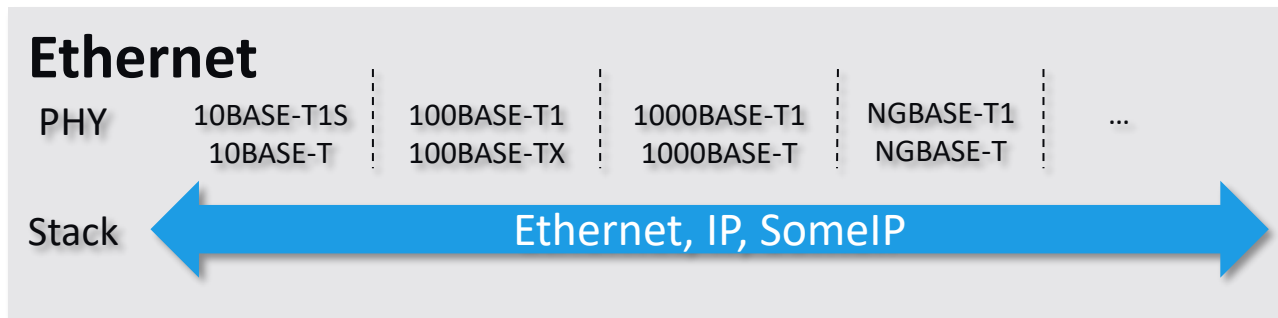 Ethernet
PHY
10BASE-T1S
10BASE-T
100BASE-T1
100BASE-TX
1000BASE-T1
1000BASE-T
NGBASE-T1
NGBASE-T
...
Stack
Ethernet, IP, SomeIP